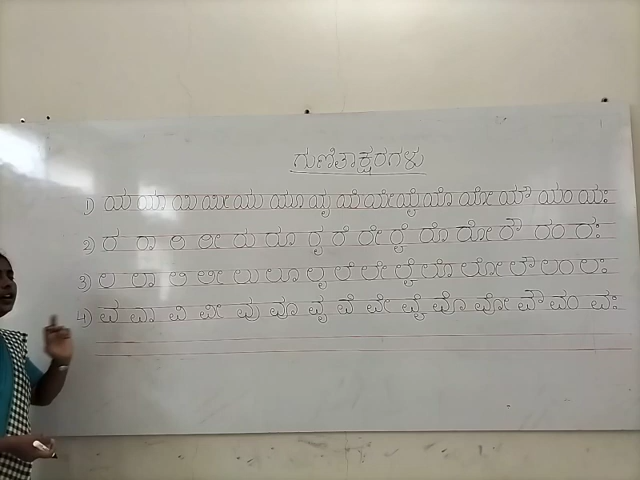 ಗುಣಿತಾಕ್ಷರಗಳು
1) ಯ ಯಾ ಯಿ ಯೀ ಯು ಯೂ ಯೃ ಯೆ ಯೇ ಯೈ ಯೊ ಯೋ ಯೌ ಯಂ ಯಃ
2) ರ ರಾ ರಿ ರೀ ರು ರೂ ರೃ ರೆ ರೇ ರೈ ರೊ ರೋ ರೌ ರಂ ರಃ
3) ಲ ಲಾ ಲಿ ಲೀ ಲು ಲೂ ಲೃ ಲೆ ಲೇ ಲೈ ಲೊ ಲೋ ಲೌ ಲಂ ಲಃ
4) ವ ವಾ ವಿ ವೀ ವು ವೂ ವೃ ವೆ ವೇ ವೈ ವೊ ವೋ ವೌ ವಂ ವಃ